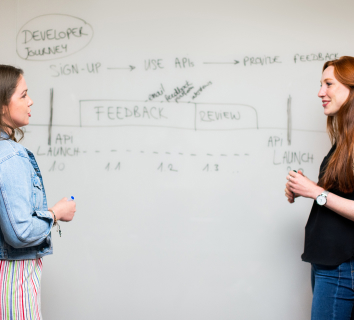 DEVELOPER
JOURNEY
SIGN-UP → USE APIs → PROVIDE FEEDBACK
excellent
FEEDBACK
REVIEW
API
LAUNCH
API
LAUNCH
1.0 1.1 1.2 1.3